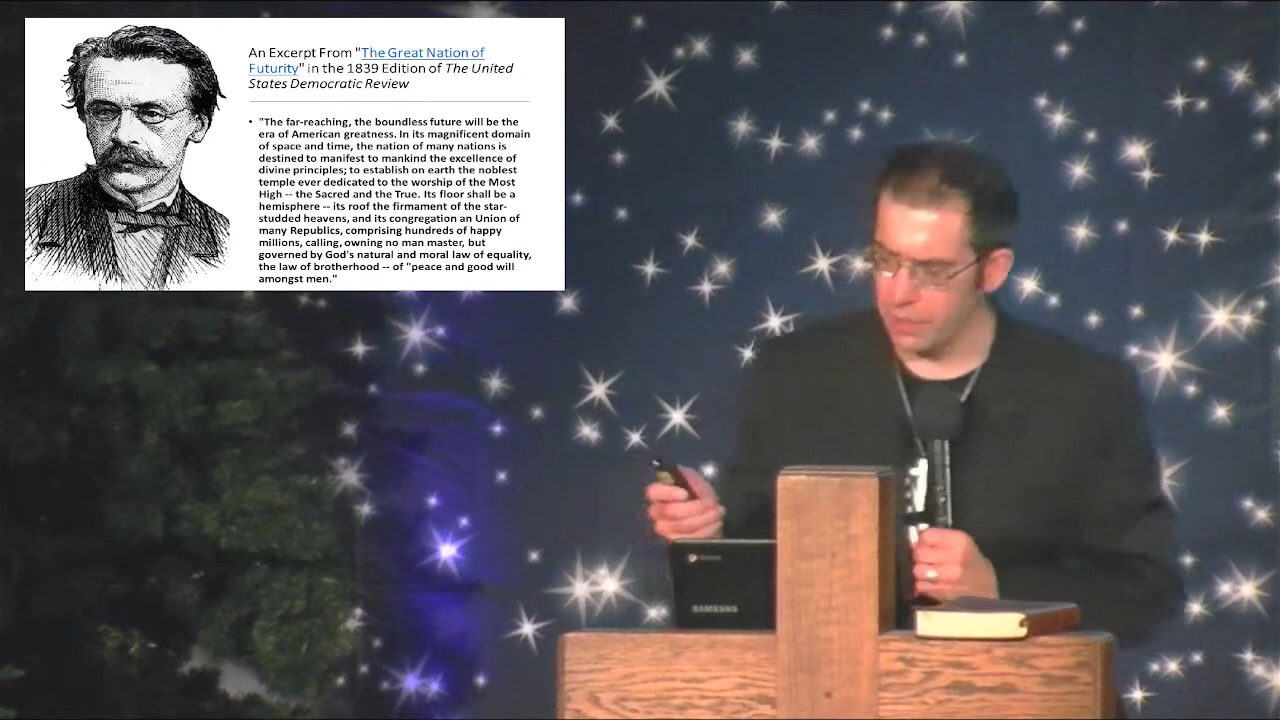 An Excerpt From "The Great Nation of
Futurity" in the 1839 Edition of The United
States Democratic Review
• "The far-reaching, the boundless future will be the
era of American greatness. In its magnificent domain
of space and time, the nation of many nations is
destined to manifest to mankind the excellence of
divine principles; to establish on earth the noblest
temple ever dedicated to the worship of the Most
High -- the Sacred and the True. Its floor shall be a
hemisphere -- its roof the firmament of the star-
studded heavens, and its congregation an Union of
many Republics, comprising hundreds of happy
millions, calling, owning no man master, but
governed by God's natural and moral law of equality,
the law of brotherhood -- of "peace and good will
amongst men."
SAMSUNG